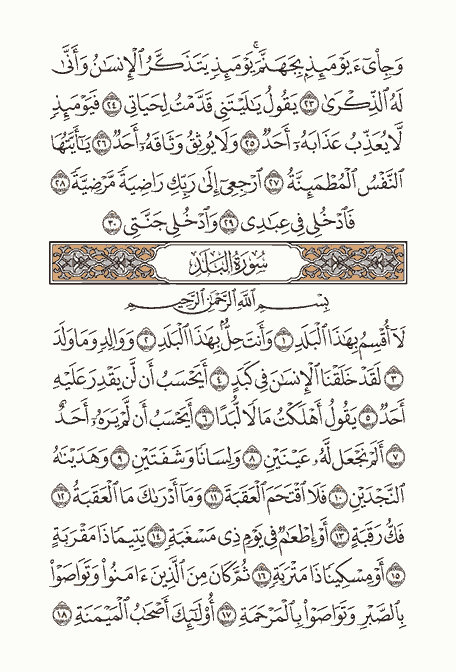 وَجِا۟ىٓءَ يَوْمَئِذِۭ بِجَهَنَّمَ ۚ يَوْمَئِذٍ يَتَذَكَّرُ ٱلْإِنسَٰنُ وَأَنَّىٰ
لَهُ ٱلذِّكْرَىٰ ٢٣ يَقُولُ يَٰلَيْتَنِى قَدَّمْتُ لِحَيَاتِى ٢٤ فَيَوْمَئِذٍ
لَّا يُعَذِّبُ عَذَابَهُۥٓ أَحَدٌ ٢٥ وَلَا يُوثِقُ وَثَاقَهُۥٓ أَحَدٌ ٢٦ يَٰٓأَيَّتُهَا
ٱلنَّفْسُ ٱلْمُطْمَئِنَّةُ ٢٧ ٱرْجِعِىٓ إِلَىٰ رَبِّكِ رَاضِيَةً مَّرْضِيَّةً ٢٨
فَٱدْخُلِى فِى عِبَٰدِى ٢٩ وَٱدْخُلِى جَنَّتِى ٣٠
سُورَةُ ٱلْبَلَدِ
بِسْمِ ٱللَّهِ ٱلرَّحْمَٰنِ ٱلرَّحِيمِ
لَآ أُقْسِمُ بِهَٰذَا ٱلْبَلَدِ ١ وَأَنتَ حِلٌّۢ بِهَٰذَا ٱلْبَلَدِ ٢ وَوَالِدٍ وَمَا وَلَدَ
٣ لَقَدْ خَلَقْنَا ٱلْإِنسَٰنَ فِى كَبَدٍ ٤ أَيَحْسَبُ أَن لَّن يَقْدِرَ عَلَيْهِ
أَحَدٌ ٥ يَقُولُ أَهْلَكْتُ مَالًا لُّبَدًا ٦ أَيَحْسَبُ أَن لَّمْ يَرَهُۥٓ أَحَدٌ
٧ أَلَمْ نَجْعَل لَّهُۥ عَيْنَيْنِ ٨ وَلِسَانًا وَشَفَتَيْنِ ٩ وَهَدَيْنَٰهُ
ٱلنَّجْدَيْنِ ١٠ فَلَا ٱقْتَحَمَ ٱلْعَقَبَةَ ١١ وَمَآ أَدْرَىٰكَ مَا ٱلْعَقَبَةُ ١٢
فَكُّ رَقَبَةٍ ١٣ أَوْ إِطْعَٰمٌ فِى يَوْمٍ ذِى مَسْغَبَةٍ ١٤ يَتِيمًا ذَا مَقْرَبَةٍ
١٥ أَوْ مِسْكِينًا ذَا مَتْرَبَةٍ ١٦ ثُمَّ كَانَ مِنَ ٱلَّذِينَ ءَامَنُوا۟ وَتَوَاصَوْا۟
بِٱلصَّبْرِ وَتَوَاصَوْا۟ بِٱلْمَرْحَمَةِ ١٧ أُو۟لَٰٓئِكَ أَصْحَٰبُ ٱلْمَيْمَنَةِ ١٨